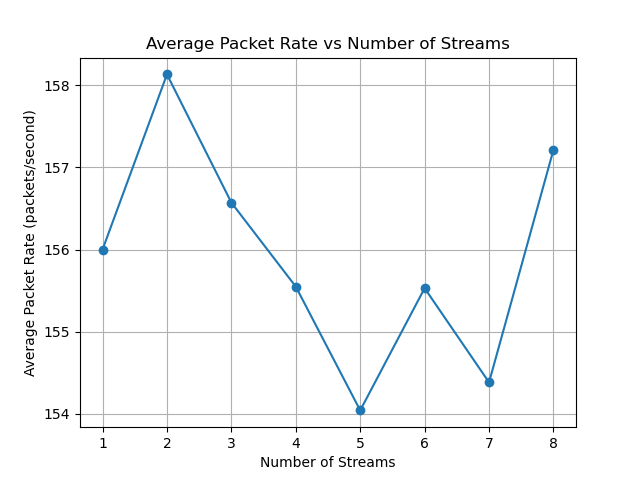 Average Packet Rate vs Number of Streams
158
157
156
155
154
Average Packet Rate (packets/second)
1 2 3 4 5 6 7 8
Number of Streams